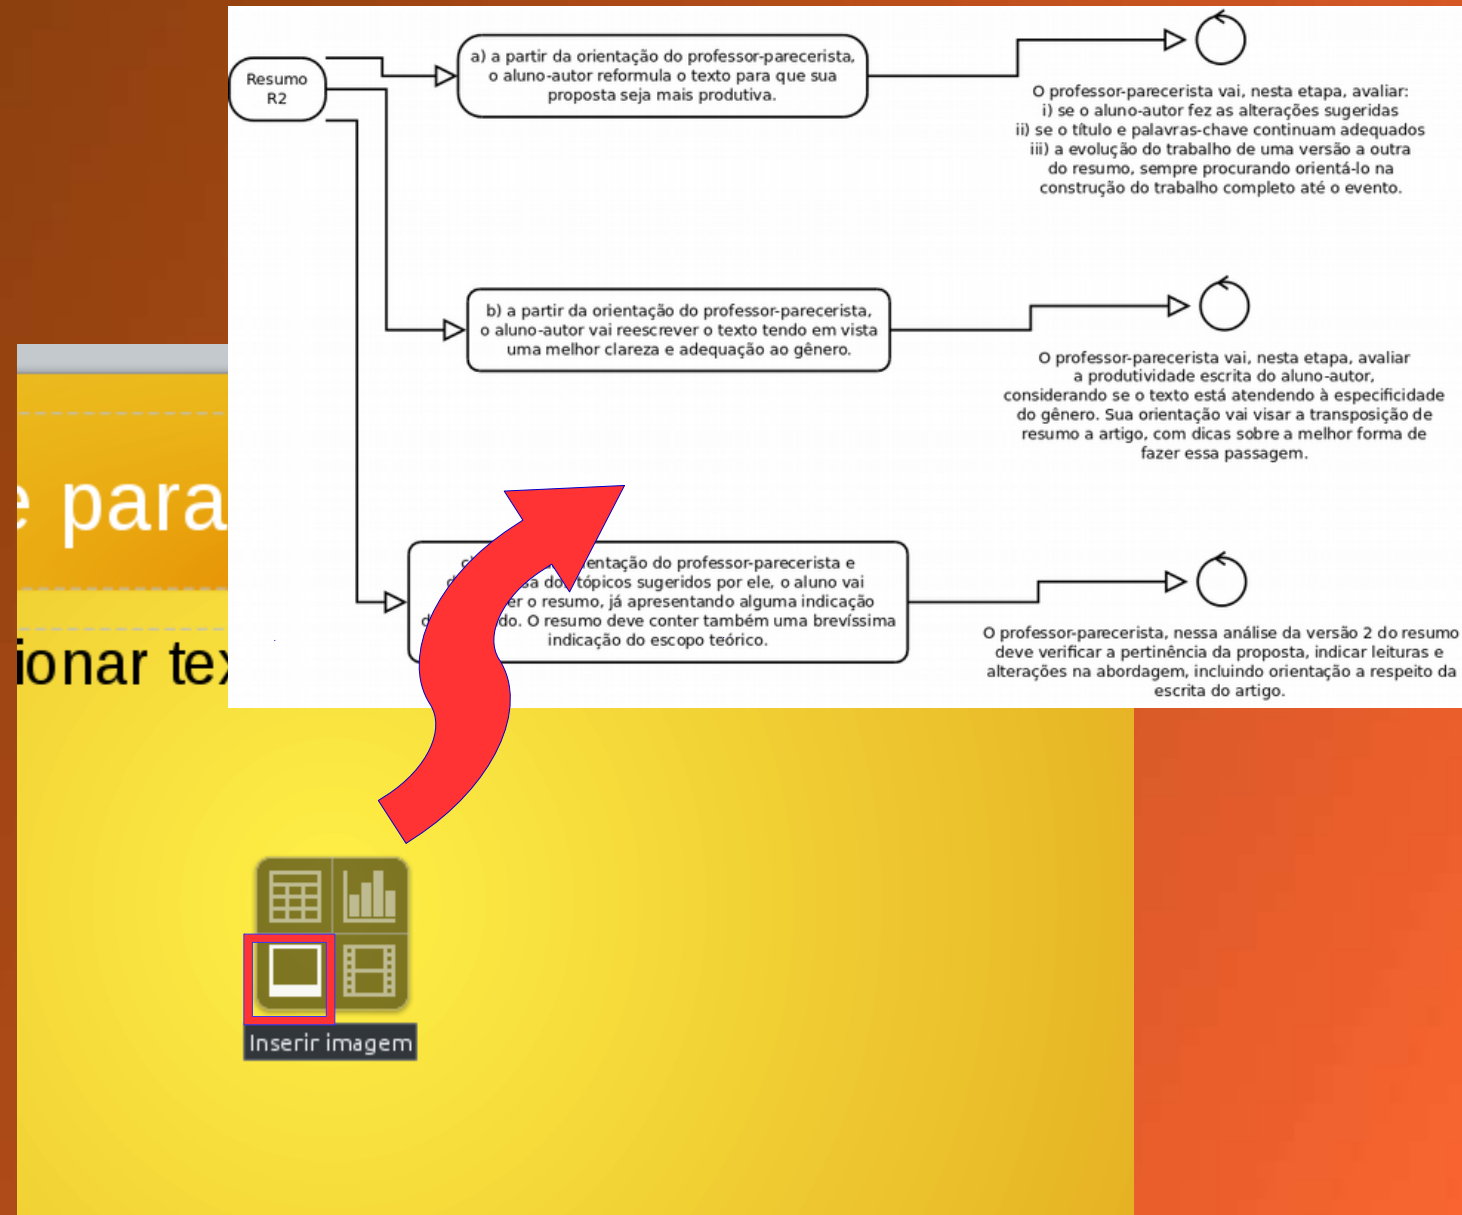 Resumo
R2
a) a partir da orientação do professor-parecerista,
o aluno-autor reformula o texto para que sua
proposta seja mais produtiva.
O professor-parecerista vai, nesta etapa, avaliar:
i) se o aluno-autor fez as alterações sugeridas
ii) se o título e palavras-chave continuam adequados
iii) a evolução do trabalho de uma versão a outra
do resumo, sempre procurando orientá-lo na
construção do trabalho completo até o evento.
b) a partir da orientação do professor-parecerista,
o aluno-autor vai reescrever o texto tendo em vista
uma melhor clareza e adequação ao gênero.
O professor-parecerista vai, nesta etapa, avaliar
a produtividade escrita do aluno-autor,
considerando se o texto está atendendo à especificidade
do gênero. Sua orientação vai visar a transposição de
resumo a artigo, com dicas sobre a melhor forma de
fazer essa passagem.
do professor-parecerista e
tópicos sugeridos por ele, o aluno vai
o resumo, já apresentando alguma indicação
O resumo deve conter também uma brevíssima
indicação do escopo teórico.
O professor-parecerista, nessa análise da versão 2 do resumo
deve verificar a pertinência da proposta, indicar leituras e
alterações na abordagem, incluindo orientação a respeito da
escrita do artigo.
e para
ionar tex
Inserir imagem